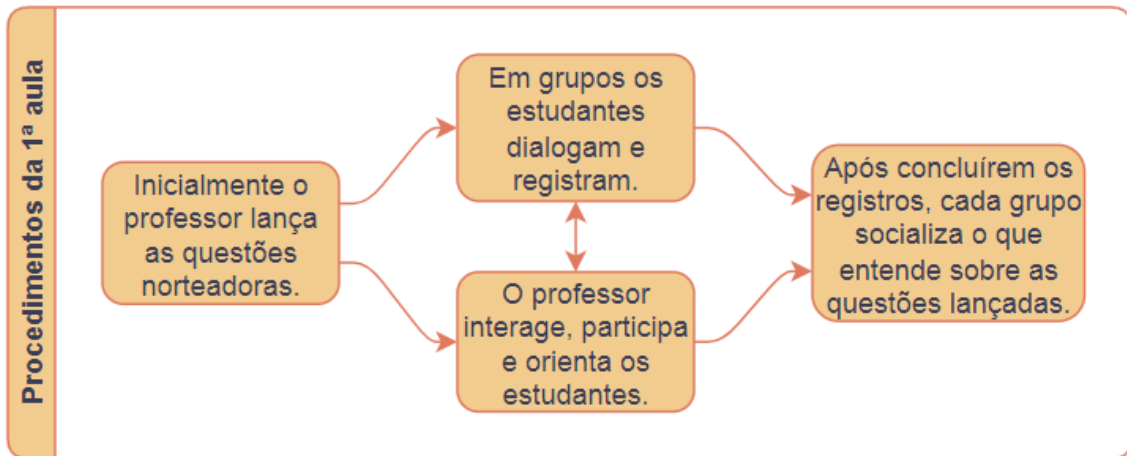 Procedimentos da 1ª aula
Inicialmente o
professor lança
as questões
norteadoras.
Em grupos os
estudantes
dialogam e
registram.
O professor
interage, participa
e orienta os
estudantes.
Após concluírem os
registros, cada grupo
socializa o que
entende sobre as
questões lançadas.